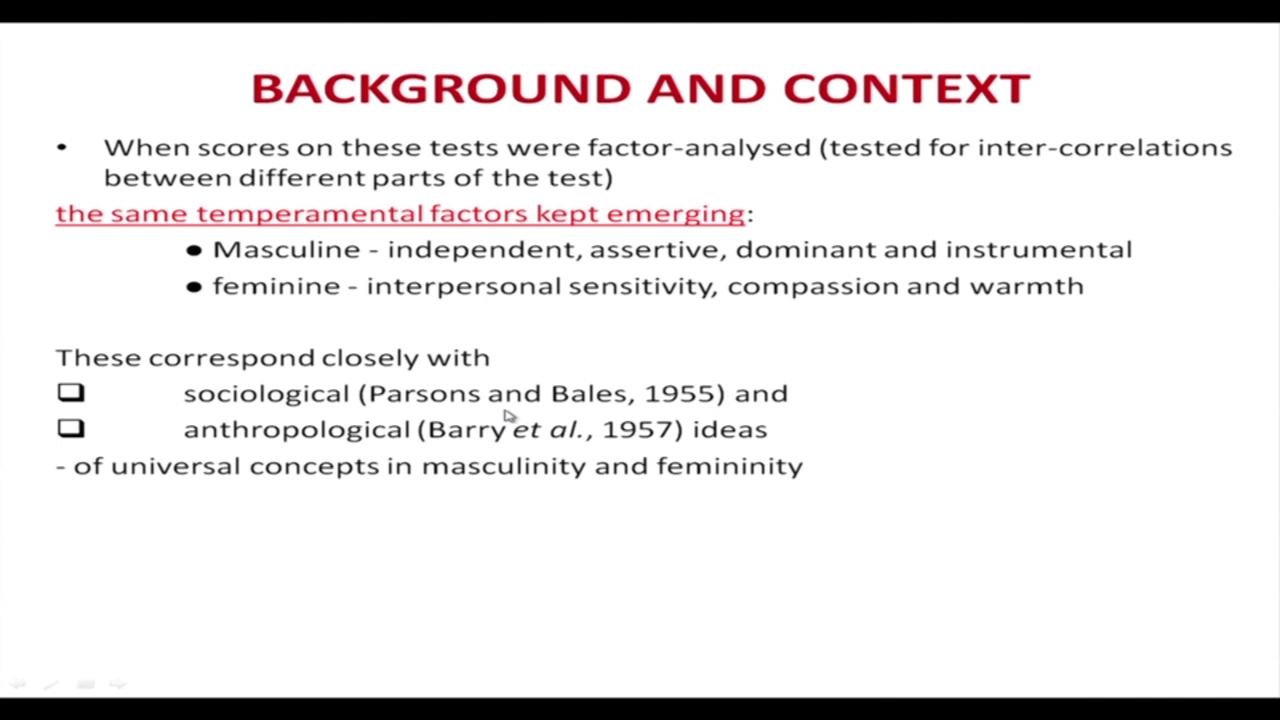 BACKGROUND AND CONTEXT
• When scores on these tests were factor-analysed (tested for inter-correlations
between different parts of the test)
the same temperamental factors kept emerging:
● Masculine - independent, assertive, dominant and instrumental
● feminine - interpersonal sensitivity, compassion and warmth
These correspond closely with
❑ sociological (Parsons and Bales, 1955) and
❑ anthropological (Barry et al., 1957) ideas
- of universal concepts in masculinity and femininity